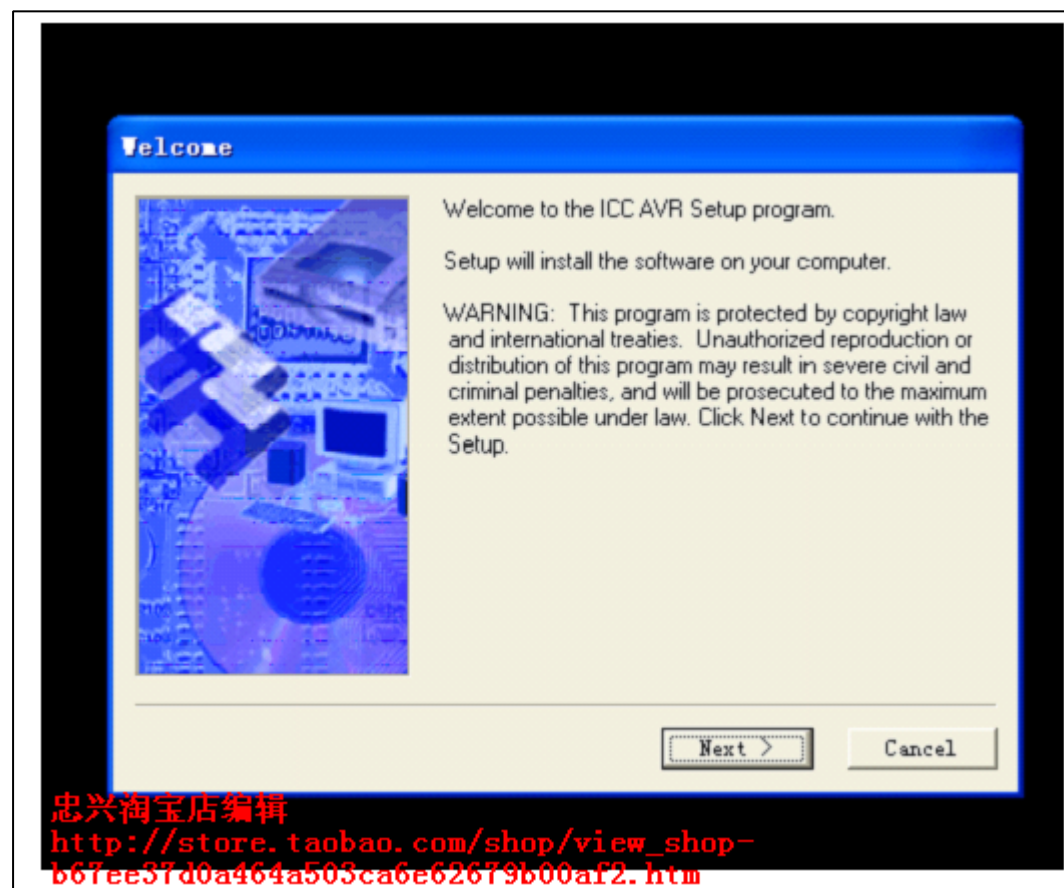 Welcome
Welcome to the ICC AVR Setup program.
Setup will install the software on your computer.
WARNING: This program is protected by copyright law
and international treaties. Unauthorized reproduction or
distribution of this program may result in severe civil and
criminal penalties, and will be prosecuted to the maximum
extent possible under law. Click Next to continue with the
Setup.
Next >
Cancel
忠兴淘宝店编辑
http://store.taobao.com/shop/view_shop-
b67ee37d0a464a503ca6e62679b00af2.htm